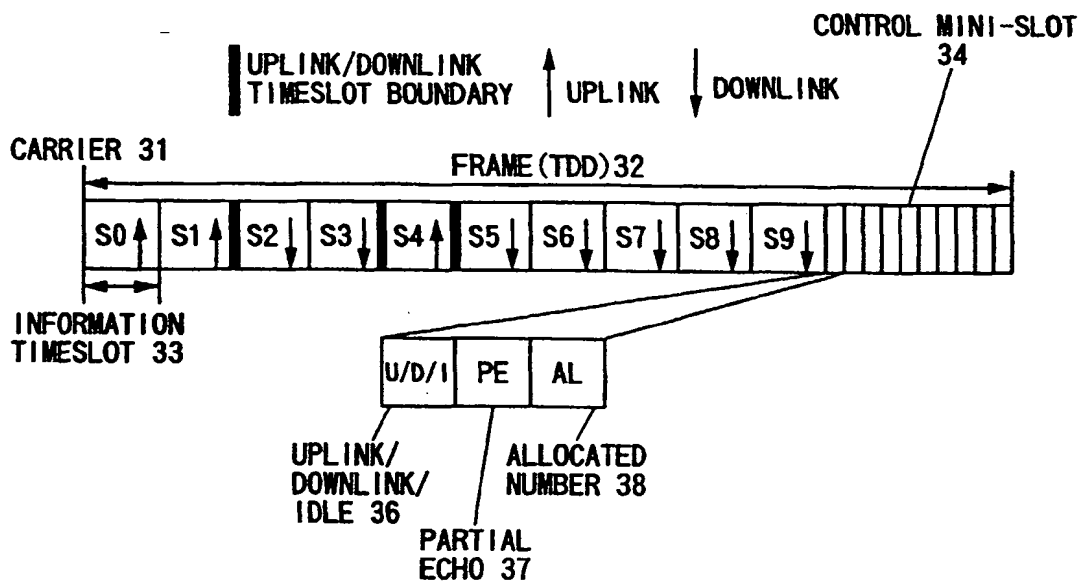 CONTROL MINI-SLOT
34
UPLINK/DOWNLINK
TIMESLOT BOUNDARY
UPLINK
DOWNLINK
CARRIER 31
FRAME(TDD)32
S0 S1 S2 S3 S4 S5 S6 S7 S8 S9
INFORMATION
TIMESLOT 33
U/D/I PE AL
UPLINK/
DOWNLINK/
IDLE 36
ALLOCATED
NUMBER 38
PARTIAL
ECHO 37